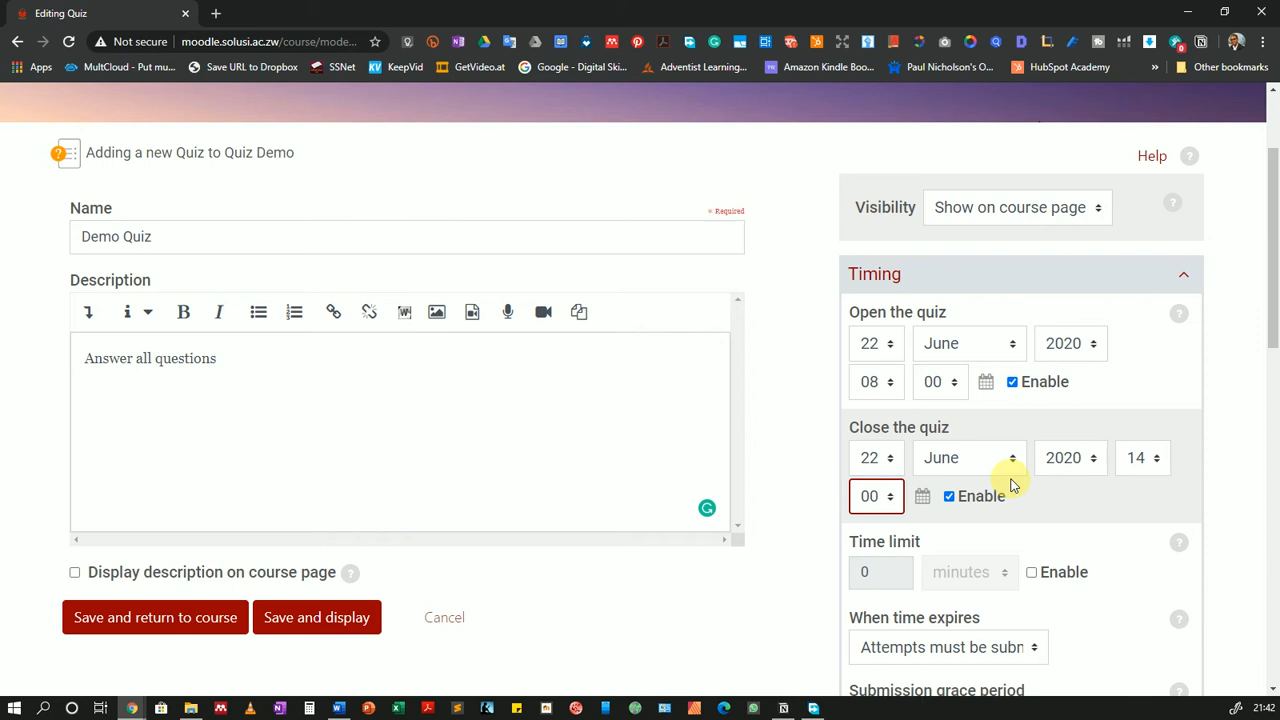 Editing Quiz
Not secure moodle.solusi.ac.zw/course/mode...
Apps MultCloud - Put mu... Save URL to Dropbox SSNet KeepVid GetVideo.at Google - Digital Ski... Adventist Learning... Amazon Kindle Boo... Paul Nicholson's O... HubSpot Academy » Other bookmarks
Adding a new Quiz to Quiz Demo
Help
Name
Required
Demo Quiz
Description
Answer all questions
Display description on course page
Save and return to course Save and display Cancel
Visibility Show on course page
Timing
Open the quiz
22 June 2020
08 00 Enable
Close the quiz
22 June 2020 14
00 Enable
Time limit
0 minutes Enable
When time expires
Attempts must be subn
Submission grace period
21:42